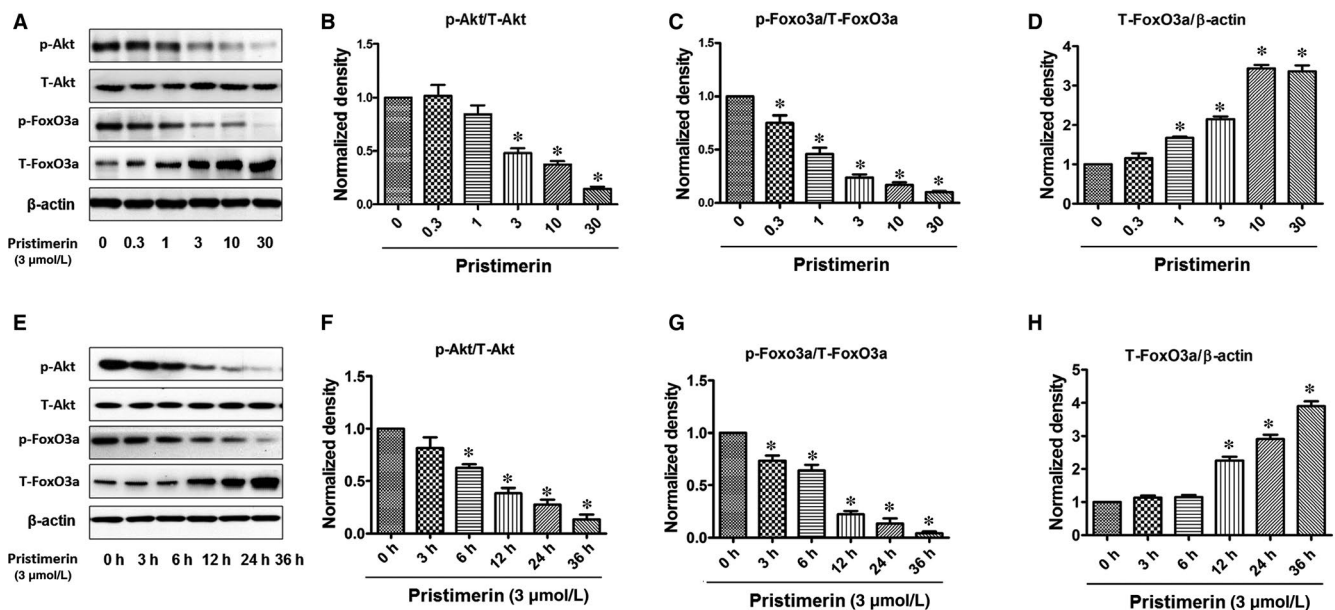 A
p-Akt
T-Akt
p-FoxO3a
T-FoxO3a
β-actin
Pristimerin 0 0.3 1 3 10 30
(3 μmol/L)
B
p-Akt/T-Akt
Normalized density
1.5
1.0
0.5
0.0
* * *
0 0.3 1 3 10 30
Pristimerin
C
p-Foxo3a/T-FoxO3a
Normalized density
1.5
1.0
0.5
0.0
* * * * *
0 0.3 1 3 10 30
Pristimerin
D
T-FoxO3a/β-actin
Normalized density
4
3
2
1
0
* * * *
0 0.3 1 3 10 30
Pristimerin
E
p-Akt
T-Akt
p-FoxO3a
T-FoxO3a
β-actin
Pristimerin 0 h 3 h 6 h 12 h 24 h 36 h
(3 μmol/L)
F
p-Akt/T-Akt
Normalized density
1.5
1.0
0.5
0.0
* * * *
0 h 3 h 6 h 12 h 24 h 36 h
Pristimerin (3 μmol/L)
G
p-Foxo3a/T-FoxO3a
Normalized density
1.5
1.0
0.5
0.0
* * * * *
0 h 3 h 6 h 12 h 24 h 36 h
Pristimerin (3 μmol/L)
H
T-FoxO3a/β-actin
Normalized density
5
4
3
2
1
0
* * *
0 h 3 h 6 h 12 h 24 h 36 h
Pristimerin (3 μmol/L)